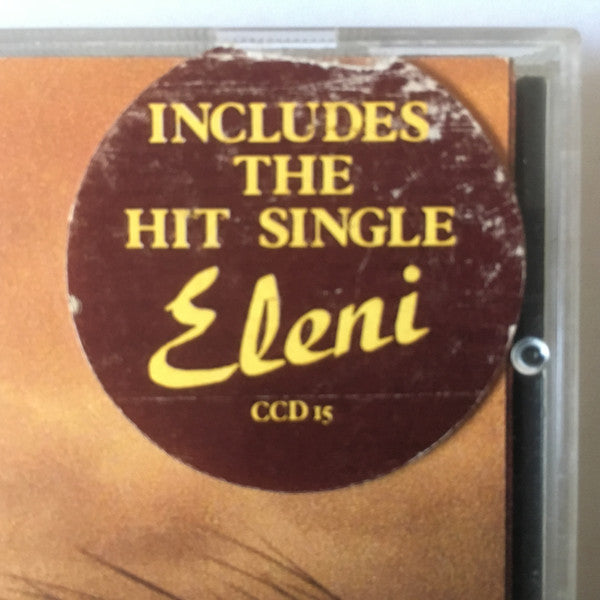 INCLUDES
THE
HIT SINGLE
Eleni
CCD 15